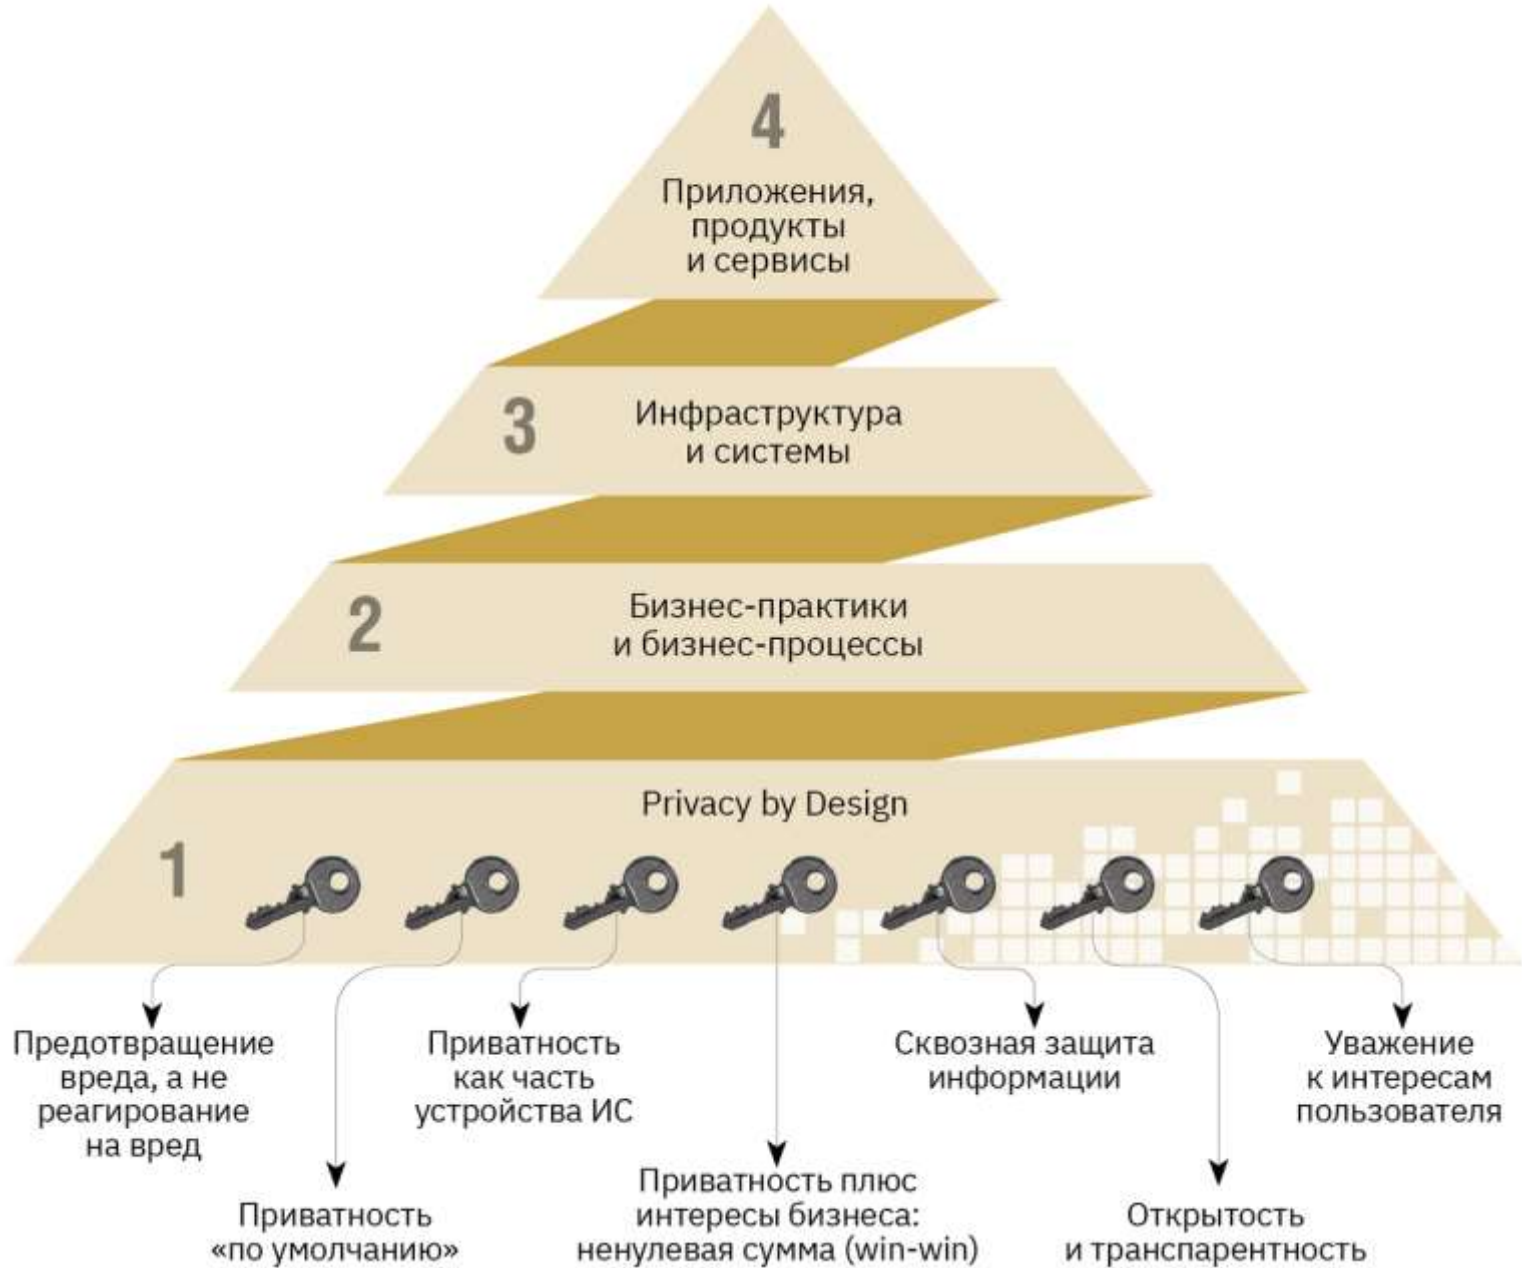 4
Приложения,
продукты
и сервисы
3
Инфраструктура
и системы
2
Бизнес-практики
и бизнес-процессы
Privacy by Design
1
Предотвращение
вреда, а не
реагирование
на вред
Приватность
«по умолчанию»
Приватность
как часть
устройства ИС
Приватность плюс
интересы бизнеса:
ненулевая сумма (win-win)
Сквозная защита
информации
Открытость
и транспарентность
Уважение
к интересам
пользователя